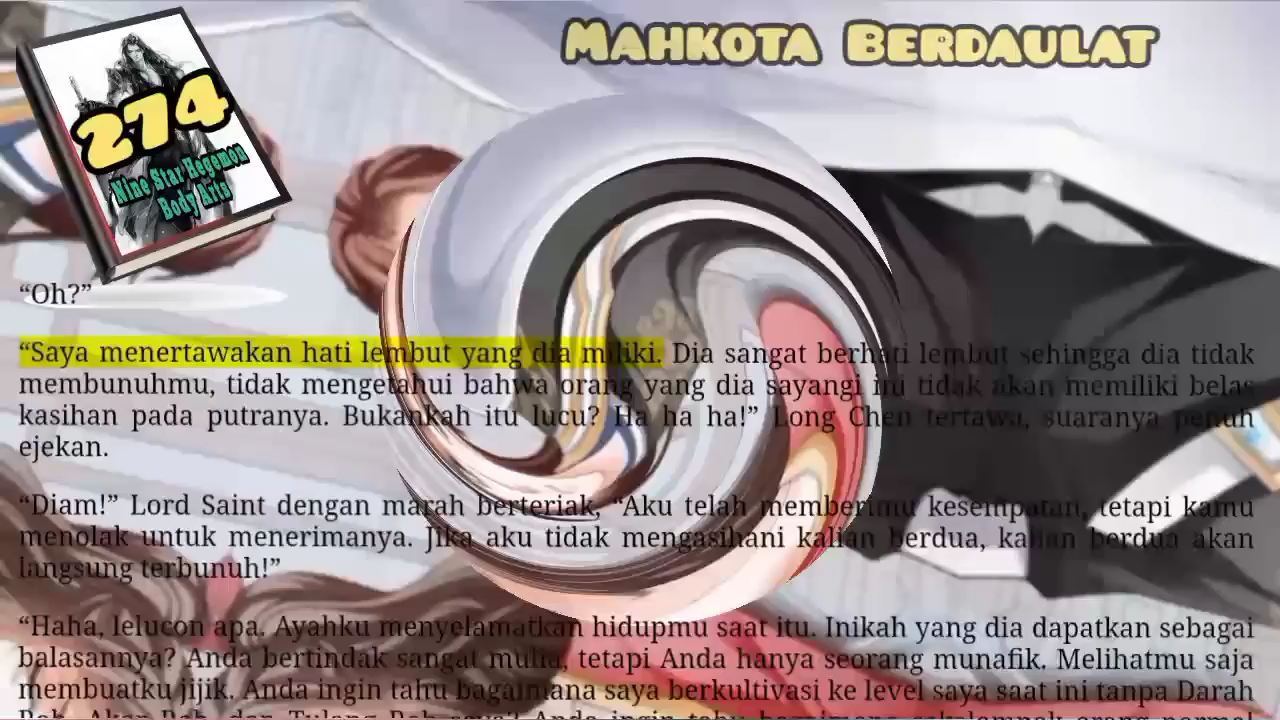 MAHKOTA BERDAULAT
274
Nine Star Hegemon
Body Arts
“Oh?”
“Saya menertawakan hati lembut yang dia miliki. Dia sangat berhati lembut sehingga dia tidak
membunuhmu, tidak mengetahui bahwa orang yang dia sayangi ini tidak akan memiliki belas
kasihan pada putranya. Bukankah itu lucu? Ha ha ha!” Long Chen tertawa, suaranya penuh
ejekan.
“Diam!” Lord Saint dengan marah berteriak, “Aku telah memberimu kesempatan, tetapi kamu
menolak untuk menerimanya. Jika aku tidak mengasihani kalian berdua, kalian berdua akan
langsung terbunuh!”
“Haha, lelucon apa. Ayahku menyelamatkan hidupmu saat itu. Inikah yang dia dapatkan sebagai
balasannya? Anda bertindak sangat mulia, tetapi Anda hanya seorang munafik. Melihatmu saja
membuatku jijik. Anda ingin tahu bagaimana saya berkultivasi ke level saya saat ini tanpa Darah